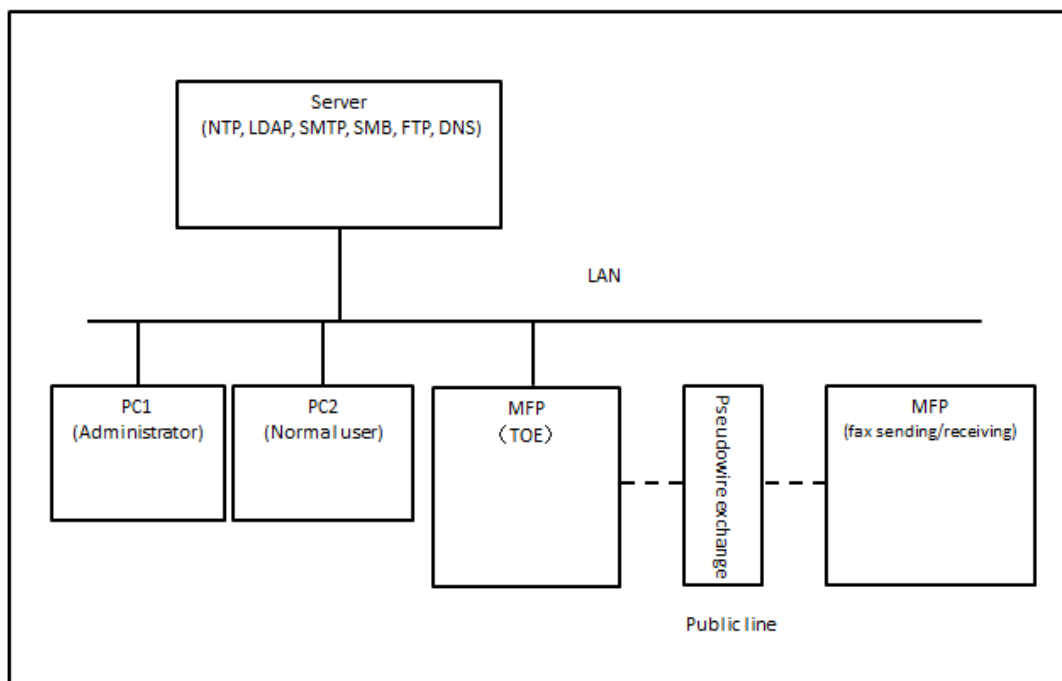 Server
(NTP, LDAP, SMTP, SMB, FTP, DNS)
LAN
PC1
(Administrator)
PC2
(Normal user)
MFP
（TOE）
Pseudowire exchange
MFP
(fax sending/receiving)
Public line